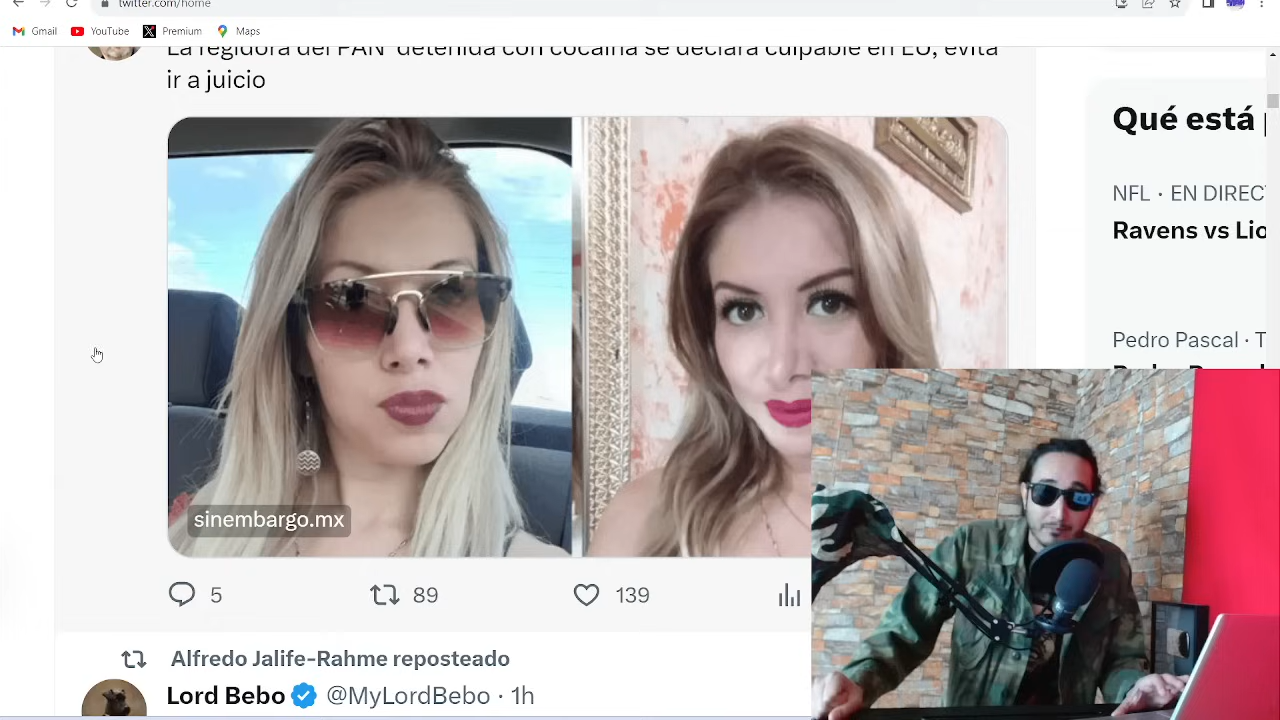 twitter.com/home
Gmail
YouTube
Premium
Maps
La regidora del PAN detenida con cocaína se declara culpable en EU, evita
ir a juicio
sinembargo.mx
5
89
139
Alfredo Jalife-Rahme reposteado
Lord Bebo @MyLordBebo · 1h
Qué está
NFL · EN DIREC
Ravens vs Lio
Pedro Pascal · T